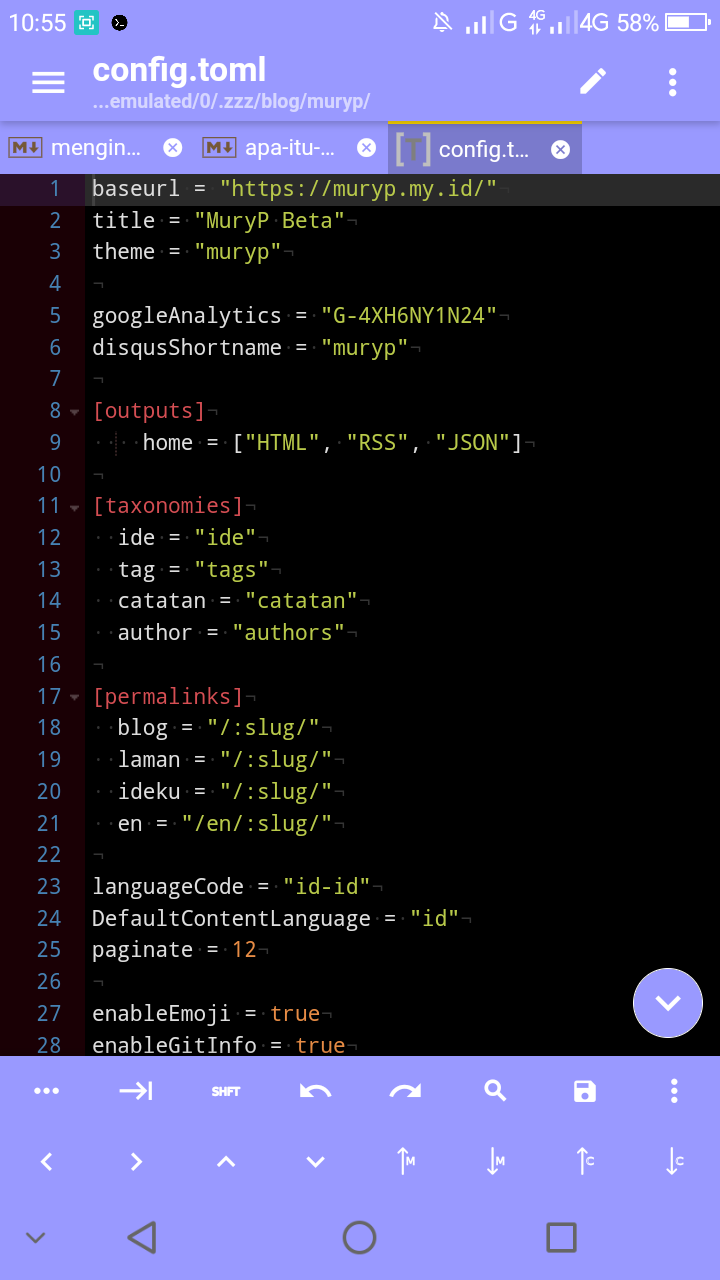 10:55 G 4G 4G 58%
config.toml
...emulated/0/.zzz/blog/muryp/
M mengin... M apa-itu-... [T] config.t...
1 baseurl = "https://muryp.my.id/"
2 title = "MuryP Beta"
3 theme = "muryp"
4
5 googleAnalytics = "G-4XH6NY1N24"
6 disqusShortname = "muryp"
7
8 [outputs]
9 home = ["HTML", "RSS", "JSON"]
10
11 [taxonomies]
12 ide = "ide"
13 tag = "tags"
14 catatan = "catatan"
15 author = "authors"
16
17 [permalinks]
18 blog = "/:slug/"
19 laman = "/:slug/"
20 ideku = "/:slug/"
21 en = "/en/:slug/"
22
23 languageCode = "id-id"
24 DefaultContentLanguage = "id"
25 paginate = 12
26
27 enableEmoji = true
28 enableGitInfo = true
SHFT
M M C C